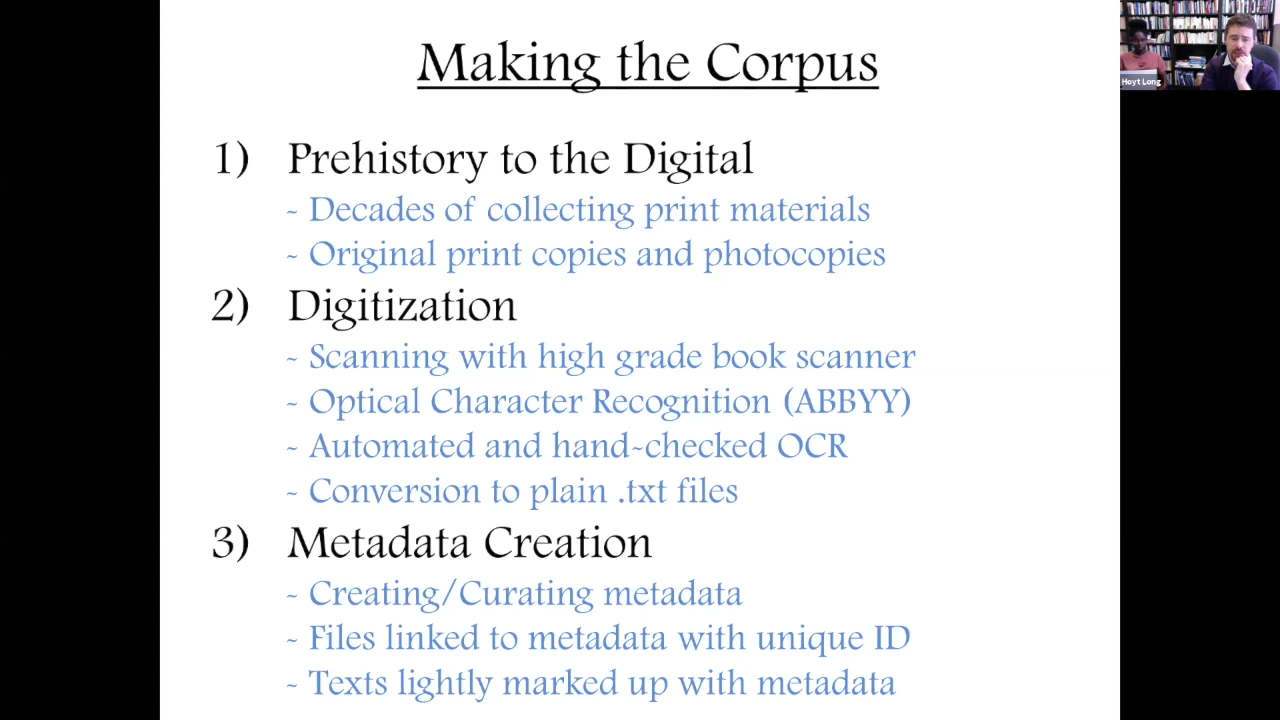 Making the Corpus
1) Prehistory to the Digital
- Decades of collecting print materials
- Original print copies and photocopies
2) Digitization
- Scanning with high grade book scanner
- Optical Character Recognition (ABBYY)
- Automated and hand-checked OCR
- Conversion to plain .txt files
3) Metadata Creation
- Creating/Curating metadata
- Files linked to metadata with unique ID
- Texts lightly marked up with metadata
Hoyt Long